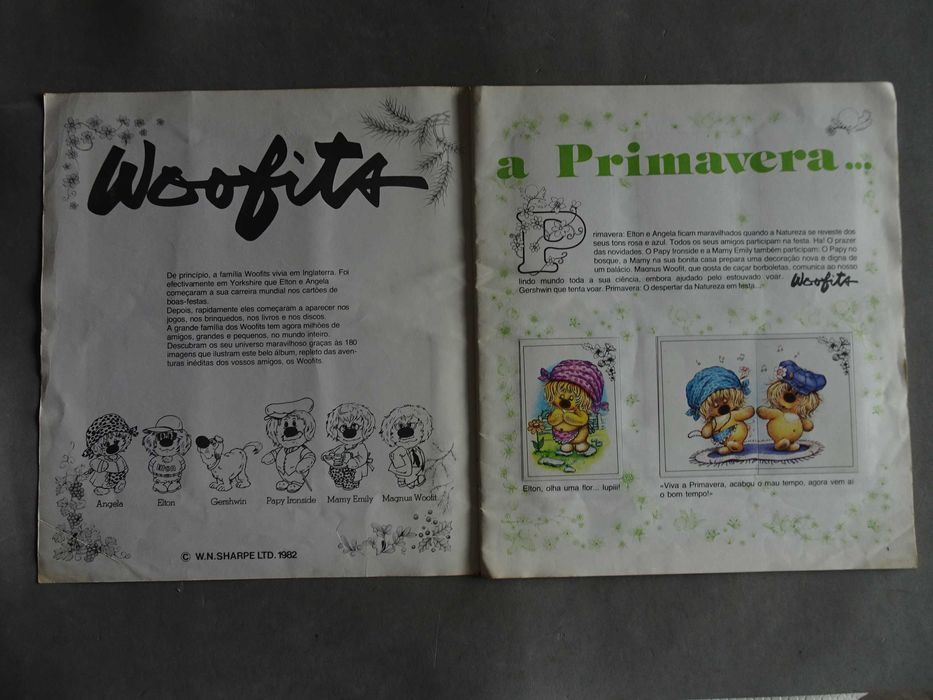 Woofits
De princípio, a família Woofits vivia em Inglaterra. Foi
efectivamente em Yorkshire que Elton e Angela
começaram a sua carreira mundial nos cartões de
boas-festas.
Depois, rapidamente eles começaram a aparecer nos
jogos, nos brinquedos, nos livros e nos discos.
A grande família dos Woofits tem agora milhões de
amigos, grandes e pequenos, no mundo inteiro.
Descubram os seu universo maravilhoso graças às 180
imagens que ilustram este belo álbum, repleto das aven-
turas inéditas dos vossos amigos, os Woofits.
Angela
Elton
Gershwin
Papy Ironside
Mamy Emily
Magnus Woofit
© W.N.SHARPE LTD. 1982
a Primavera...
Primavera: Elton e Angela ficam maravilhados quando a Natureza se reveste dos
seus tons rosa e azul. Todos os seus amigos participam na festa. Ha! O prazer
das novidades. O Papy Ironside e a Mamy Emily também participam: O Papy no
bosque, a Mamy na sua bonita casa prepara uma decoração nova e digna de
um palácio. Magnus Woofit, que gosta de caçar borboletas, comunica ao nosso
lindo mundo toda a sua ciência, embora ajudado pelo estouvado voar.
Gershwin que tenta voar. Primavera: O despertar da Natureza em festa...
Woofits
Elton, olha uma flor... Iupiii!
«Viva a Primavera, acabou o mau tempo, agora vem aí
o bom tempo!»